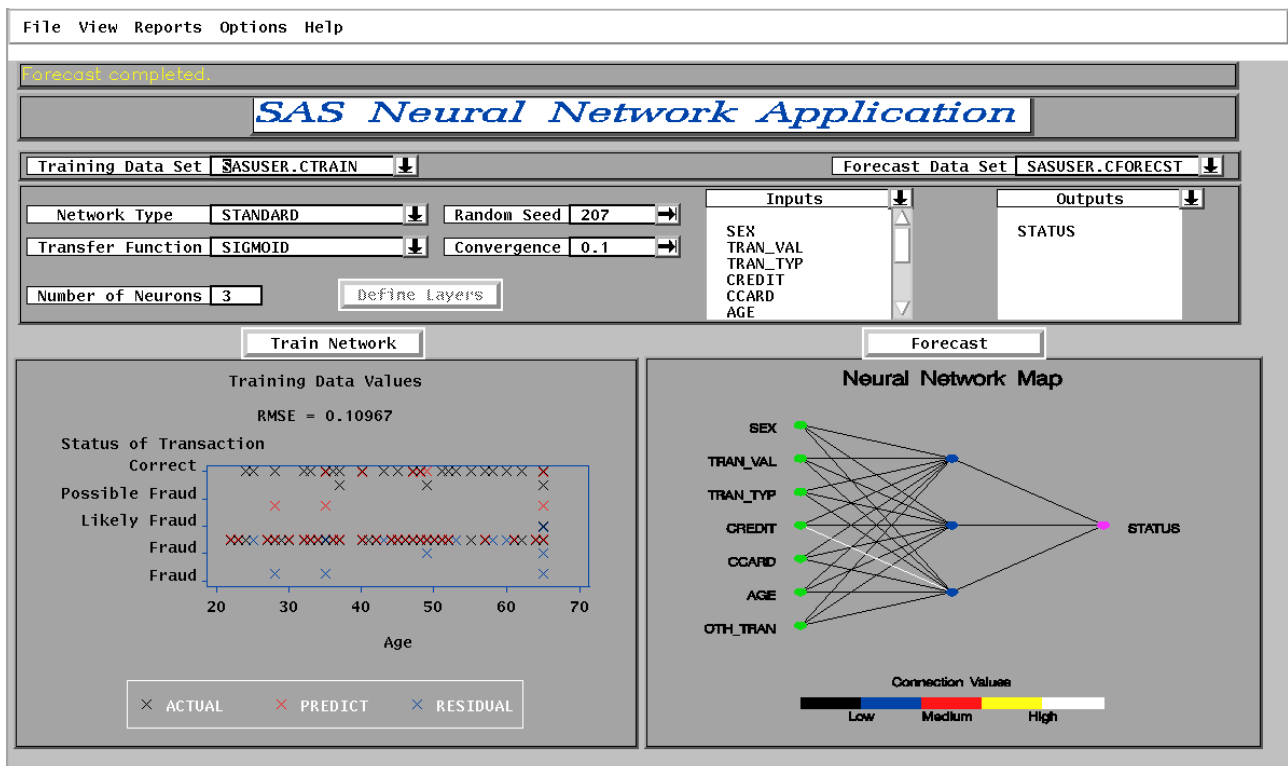 File View Reports Options Help
Forecast completed.
SAS Neural Network Application
Training Data Set SASUSER.CTRAIN
Forecast Data Set SASUSER.CFORECST
Network Type STANDARD
Random Seed 207
Transfer Function SIGMOID
Convergence 0.1
Number of Neurons 3
Define Layers
Inputs
SEX
TRAN_VAL
TRAN_TYP
CREDIT
CCARD
AGE
Outputs
STATUS
Train Network
Forecast
Training Data Values
RMSE = 0.10967
Status of Transaction
Correct
Possible Fraud
Likely Fraud
Fraud
Fraud
20 30 40 50 60 70
Age
ACTUAL PREDICT RESIDUAL
Neural Network Map
SEX
TRAN_VAL
TRAN_TYP
CREDIT
CCARD
AGE
OTH_TRAN
STATUS
Connection Values
Low Medium High